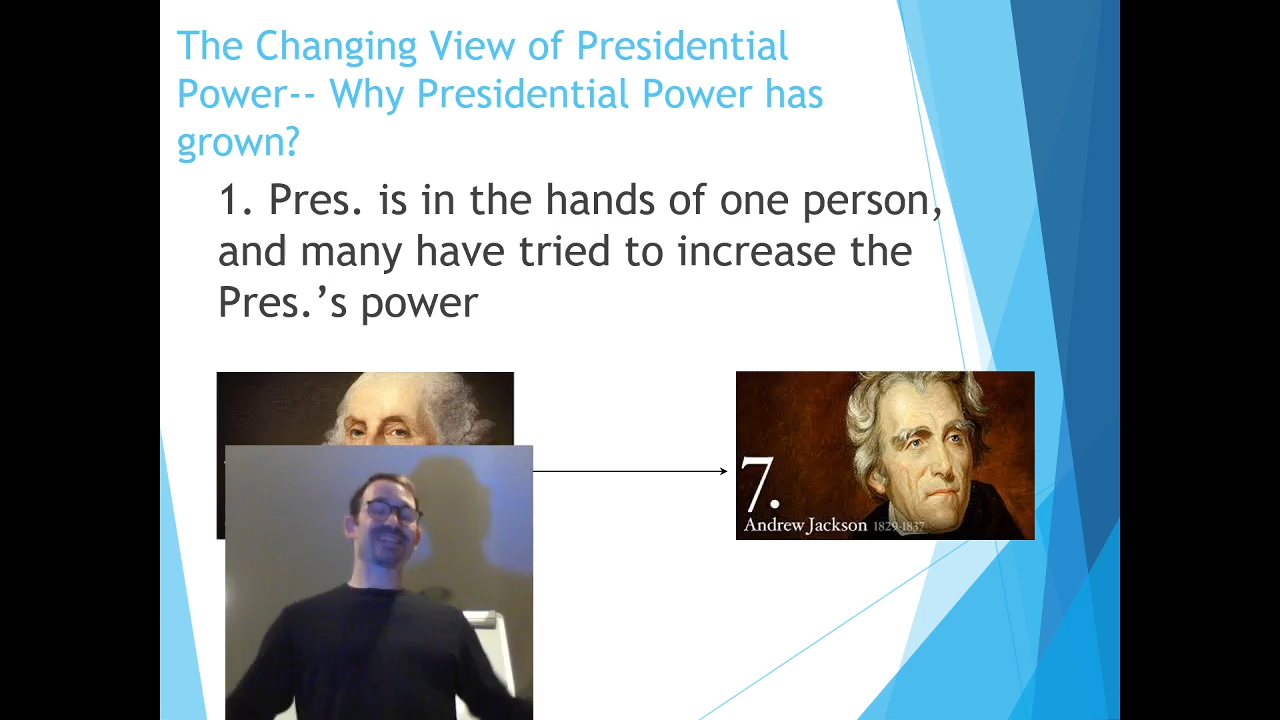 The Changing View of Presidential
Power-- Why Presidential Power has
grown?
1. Pres. is in the hands of one person,
and many have tried to increase the
Pres.’s power
7.
Andrew Jackson 1829-1837